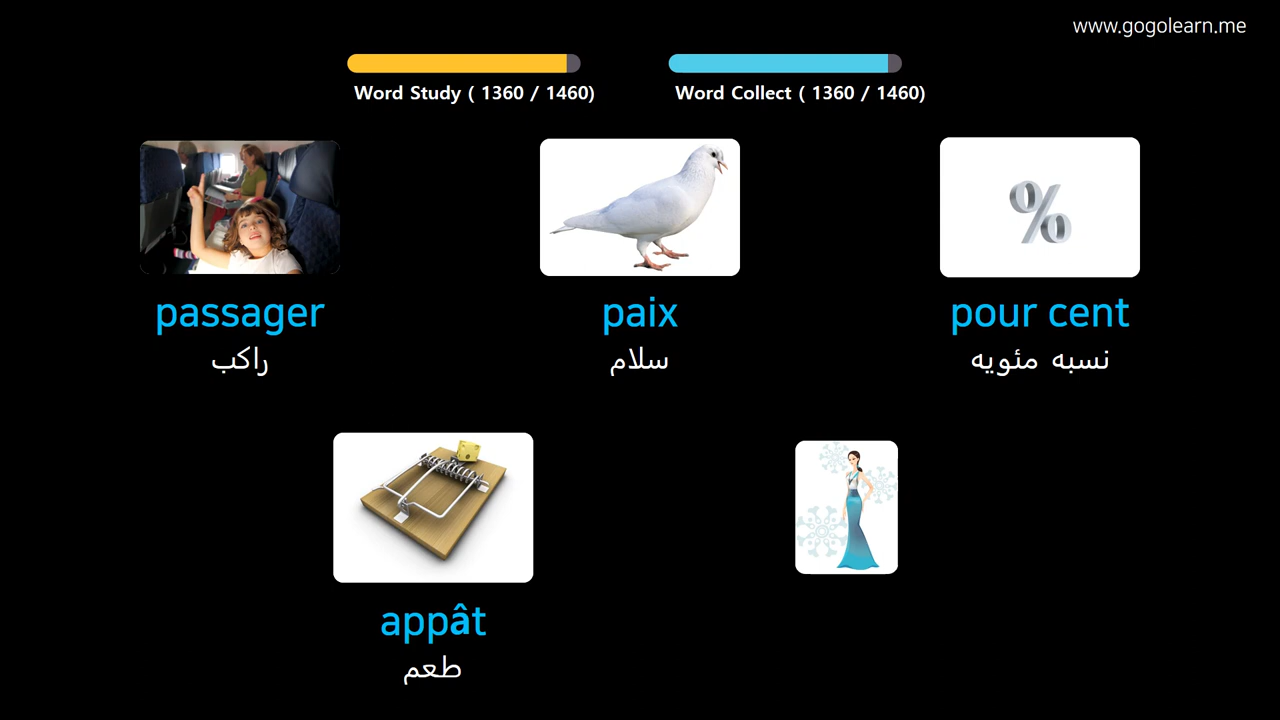 www.gogolearn.me
Word Study ( 1360 / 1460)
Word Collect ( 1360 / 1460)
%
passager
راكب
paix
سلام
pour cent
نسبه مئويه
appât
طعم